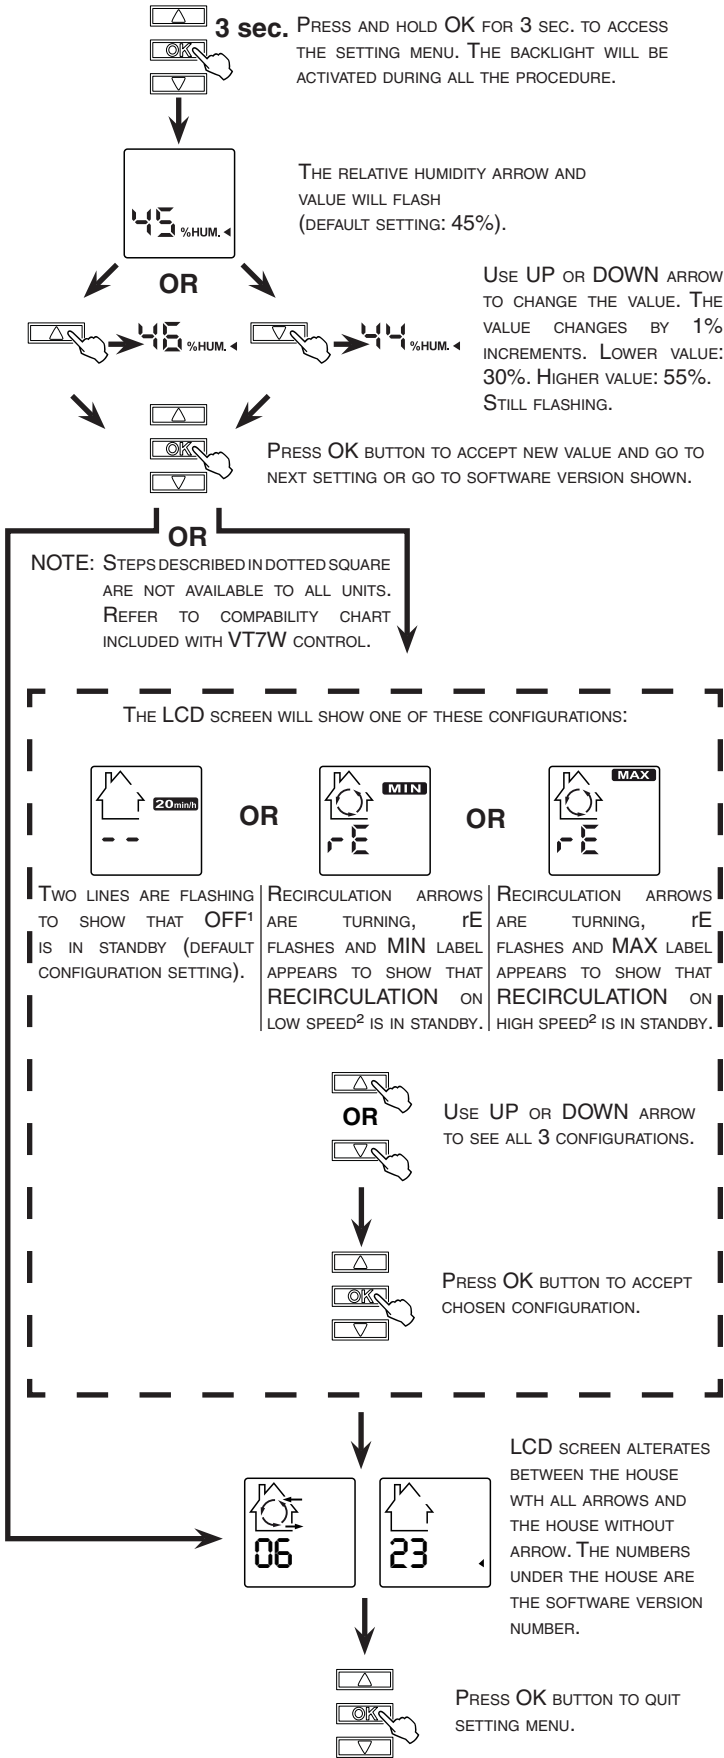 3 sec.
PRESS AND HOLD OK FOR 3 SEC. TO ACCESS
THE SETTING MENU. THE BACKLIGHT WILL BE
OK
ACTIVATED DURING ALL THE PROCEDURE.
THE RELATIVE HUMIDITY ARROW AND
VALUE WILL FLASH
(DEFAULT SETTING: 45%).
45 %HUM.
OR
USE UP OR DOWN ARROW
TO CHANGE THE VALUE. THE
VALUE CHANGES BY 1%
INCREMENTS. LOWER VALUE:
30%. HIGHER VALUE: 55%.
STILL FLASHING.
46 %HUM.
44 %HUM.
OK
PRESS OK BUTTON TO ACCEPT NEW VALUE AND GO TO
NEXT SETTING OR GO TO SOFTWARE VERSION SHOWN.
OR
NOTE: STEPS DESCRIBED IN DOTTED SQUARE
ARE NOT AVAILABLE TO ALL UNITS.
REFER TO COMPABILITY CHART
INCLUDED WITH VT7W CONTROL.
THE LCD SCREEN WILL SHOW ONE OF THESE CONFIGURATIONS:
20min/h
- -
OR
MIN
rE
OR
MAX
rE
TWO LINES ARE FLASHING
TO SHOW THAT OFF¹
IS IN STANDBY (DEFAULT
CONFIGURATION SETTING).
RECIRCULATION ARROWS
ARE TURNING, rE
FLASHES AND MIN LABEL
APPEARS TO SHOW THAT
RECIRCULATION ON
LOW SPEED² IS IN STANDBY.
RECIRCULATION ARROWS
ARE TURNING, rE
FLASHES AND MAX LABEL
APPEARS TO SHOW THAT
RECIRCULATION ON
HIGH SPEED² IS IN STANDBY.
OR
USE UP OR DOWN ARROW
TO SEE ALL 3 CONFIGURATIONS.
OK
PRESS OK BUTTON TO ACCEPT
CHOSEN CONFIGURATION.
06
23
LCD SCREEN ALTERATES
BETWEEN THE HOUSE
WTH ALL ARROWS AND
THE HOUSE WITHOUT
ARROW. THE NUMBERS
UNDER THE HOUSE ARE
THE SOFTWARE VERSION
NUMBER.
OK
PRESS OK BUTTON TO QUIT
SETTING MENU.